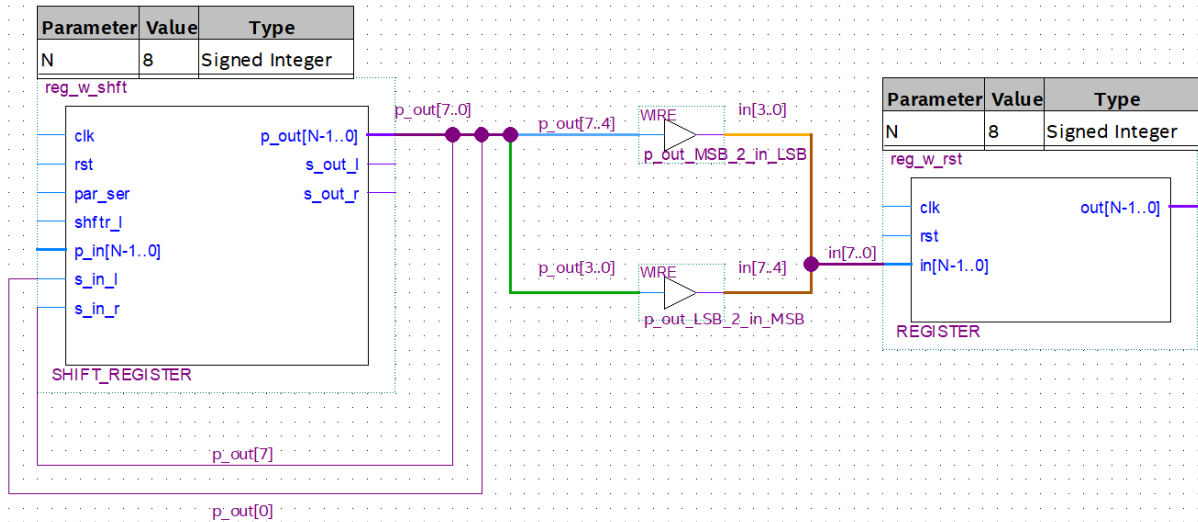 Parameter Value Type
N 8 Signed Integer
reg_w_shft
clk p_out[N-1..0]
rst s_out_l
par_ser s_out_r
shftr_l
p_in[N-1..0]
s_in_l
s_in_r
SHIFT_REGISTER
p_out[7]
p_out[0]
p_out[7..0]
p_out[7..4]
WIRE
in[3..0]
p_out_MSB_2_in_LSB
p_out[3..0]
WIRE
in[7..4]
p_out_LSB_2_in_MSB
in[7..0]
Parameter Value Type
N 8 Signed Integer
reg_w_rst
clk out[N-1..0]
rst
in[N-1..0]
REGISTER